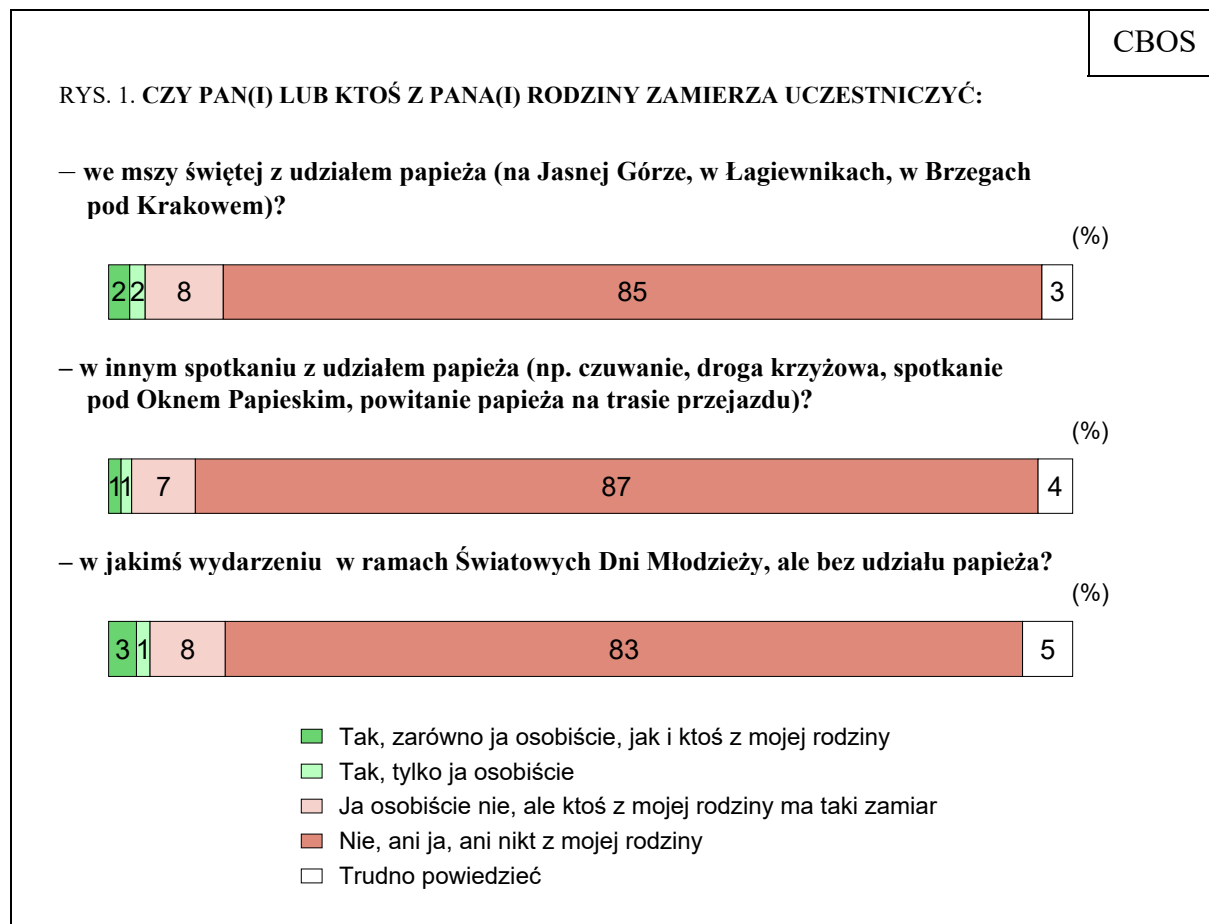 CBOS
RYS. 1. CZY PAN(I) LUB KTOŚ Z PANA(I) RODZINY ZAMIERZA UCZESTNICZYĆ:
– we mszy świętej z udziałem papieża (na Jasnej Górze, w Łagiewnikach, w Brzegach
pod Krakowem)?
(%)
2 2 8 85 3
– w innym spotkaniu z udziałem papieża (np. czuwanie, droga krzyżowa, spotkanie
pod Oknem Papieskim, powitanie papieża na trasie przejazdu)?
(%)
1 1 7 87 4
– w jakimś wydarzeniu w ramach Światowych Dni Młodzieży, ale bez udziału papieża?
(%)
3 1 8 83 5
Tak, zarówno ja osobiście, jak i ktoś z mojej rodziny
Tak, tylko ja osobiście
Ja osobiście nie, ale ktoś z mojej rodziny ma taki zamiar
Nie, ani ja, ani nikt z mojej rodziny
Trudno powiedzieć